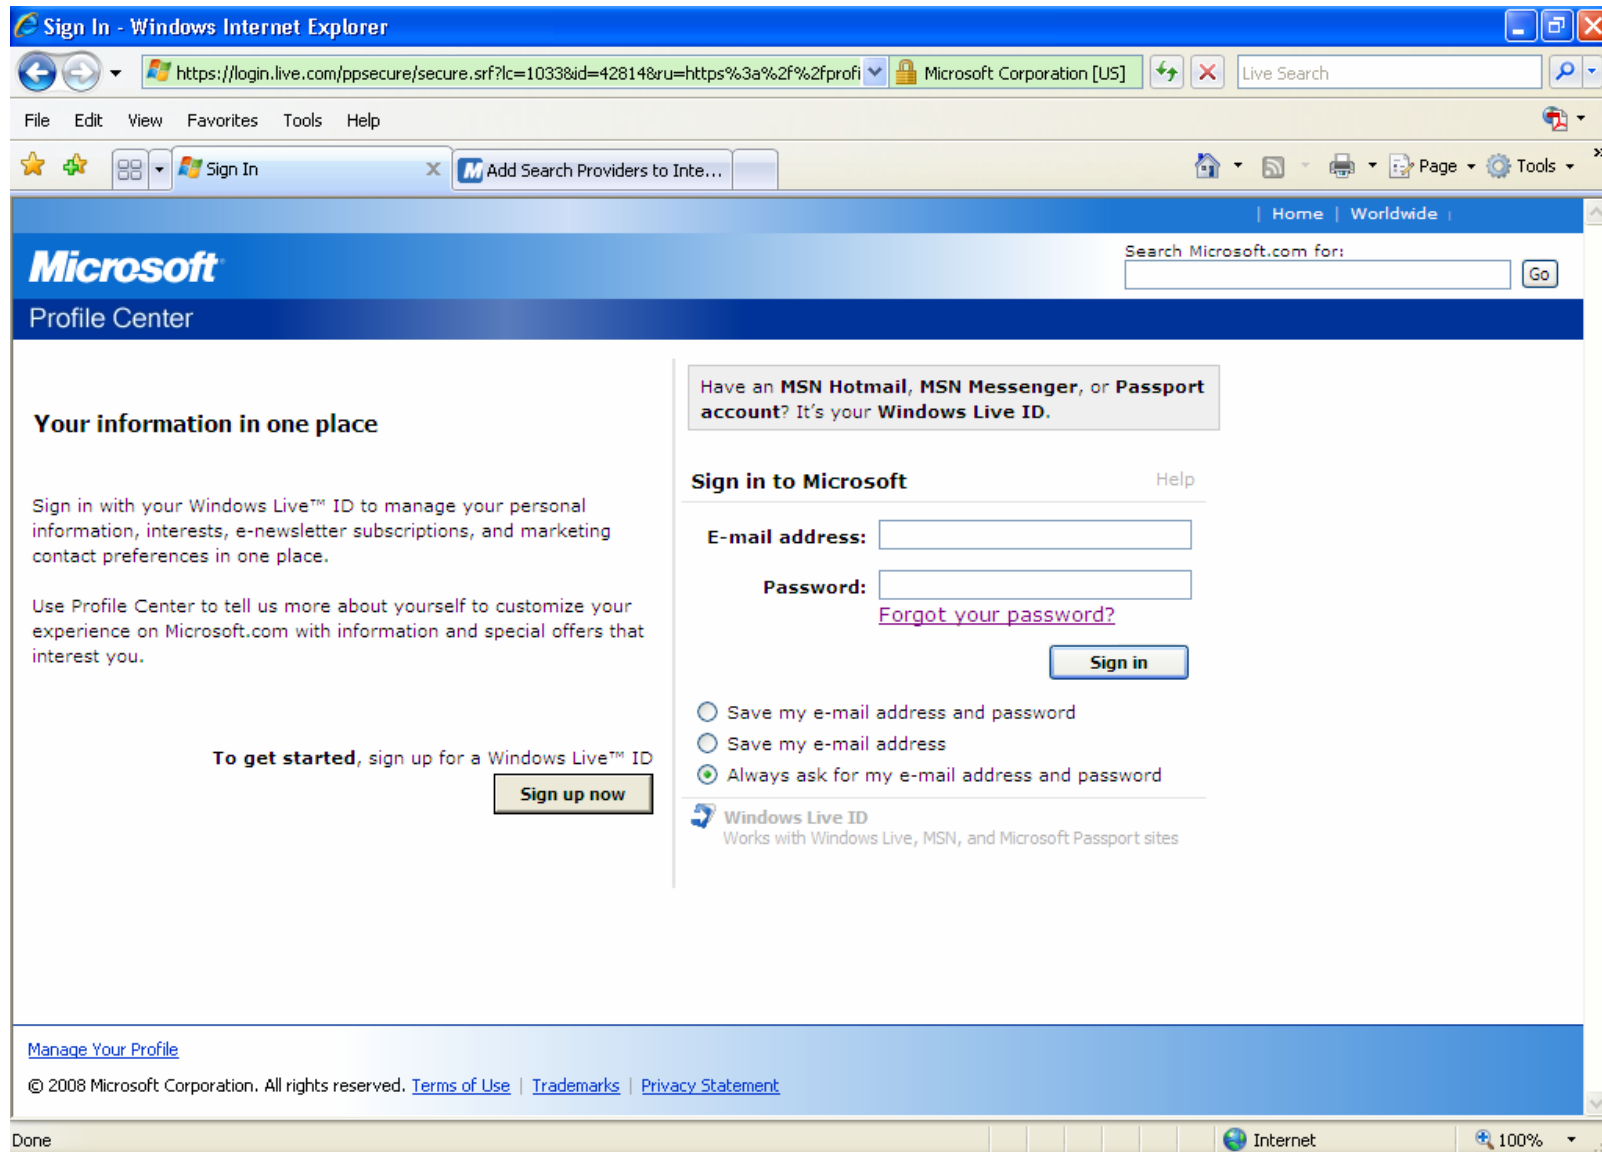 Sign In - Windows Internet Explorer
https://login.live.com/ppsecure/secure.srf?lc=1033&id=42814&ru=https%3a%2f%2fprofi
Microsoft Corporation [US]
Live Search
File Edit View Favorites Tools Help
Sign In
Add Search Providers to Inte...
Page
Tools
| Home | Worldwide |
Microsoft
Search Microsoft.com for:
Go
Profile Center
Your information in one place
Sign in with your Windows Live™ ID to manage your personal
information, interests, e-newsletter subscriptions, and marketing
contact preferences in one place.
Use Profile Center to tell us more about yourself to customize your
experience on Microsoft.com with information and special offers that
interest you.
To get started, sign up for a Windows Live™ ID
Sign up now
Have an MSN Hotmail, MSN Messenger, or Passport
account? It's your Windows Live ID.
Sign in to Microsoft
Help
E-mail address:
Password:
Forgot your password?
Sign in
Save my e-mail address and password
Save my e-mail address
Always ask for my e-mail address and password
Windows Live ID
Works with Windows Live, MSN, and Microsoft Passport sites
Manage Your Profile
© 2008 Microsoft Corporation. All rights reserved. Terms of Use | Trademarks | Privacy Statement
Done
Internet
100%